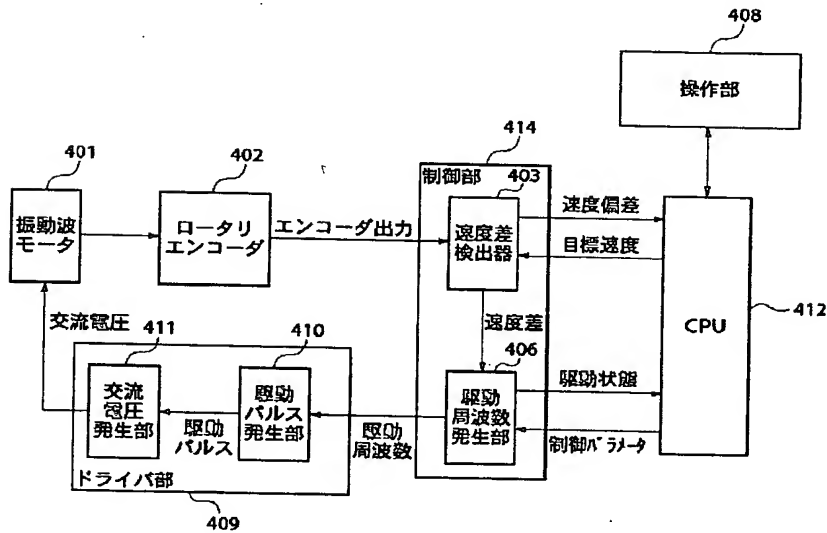 408
操作部
414
制御部
403
速度差
検出器
401
振動波
モータ
402
ロータリ
エンコーダ
エンコーダ出力
速度偏差
目標速度
CPU
412
交流電圧
速度差
411
交流
電圧
発生部
410
駆動
パルス
発生部
駆動
パルス
駆動
周波数
406
駆動
周波数
発生部
駆動状態
制御パラメータ
ドライバ部
409